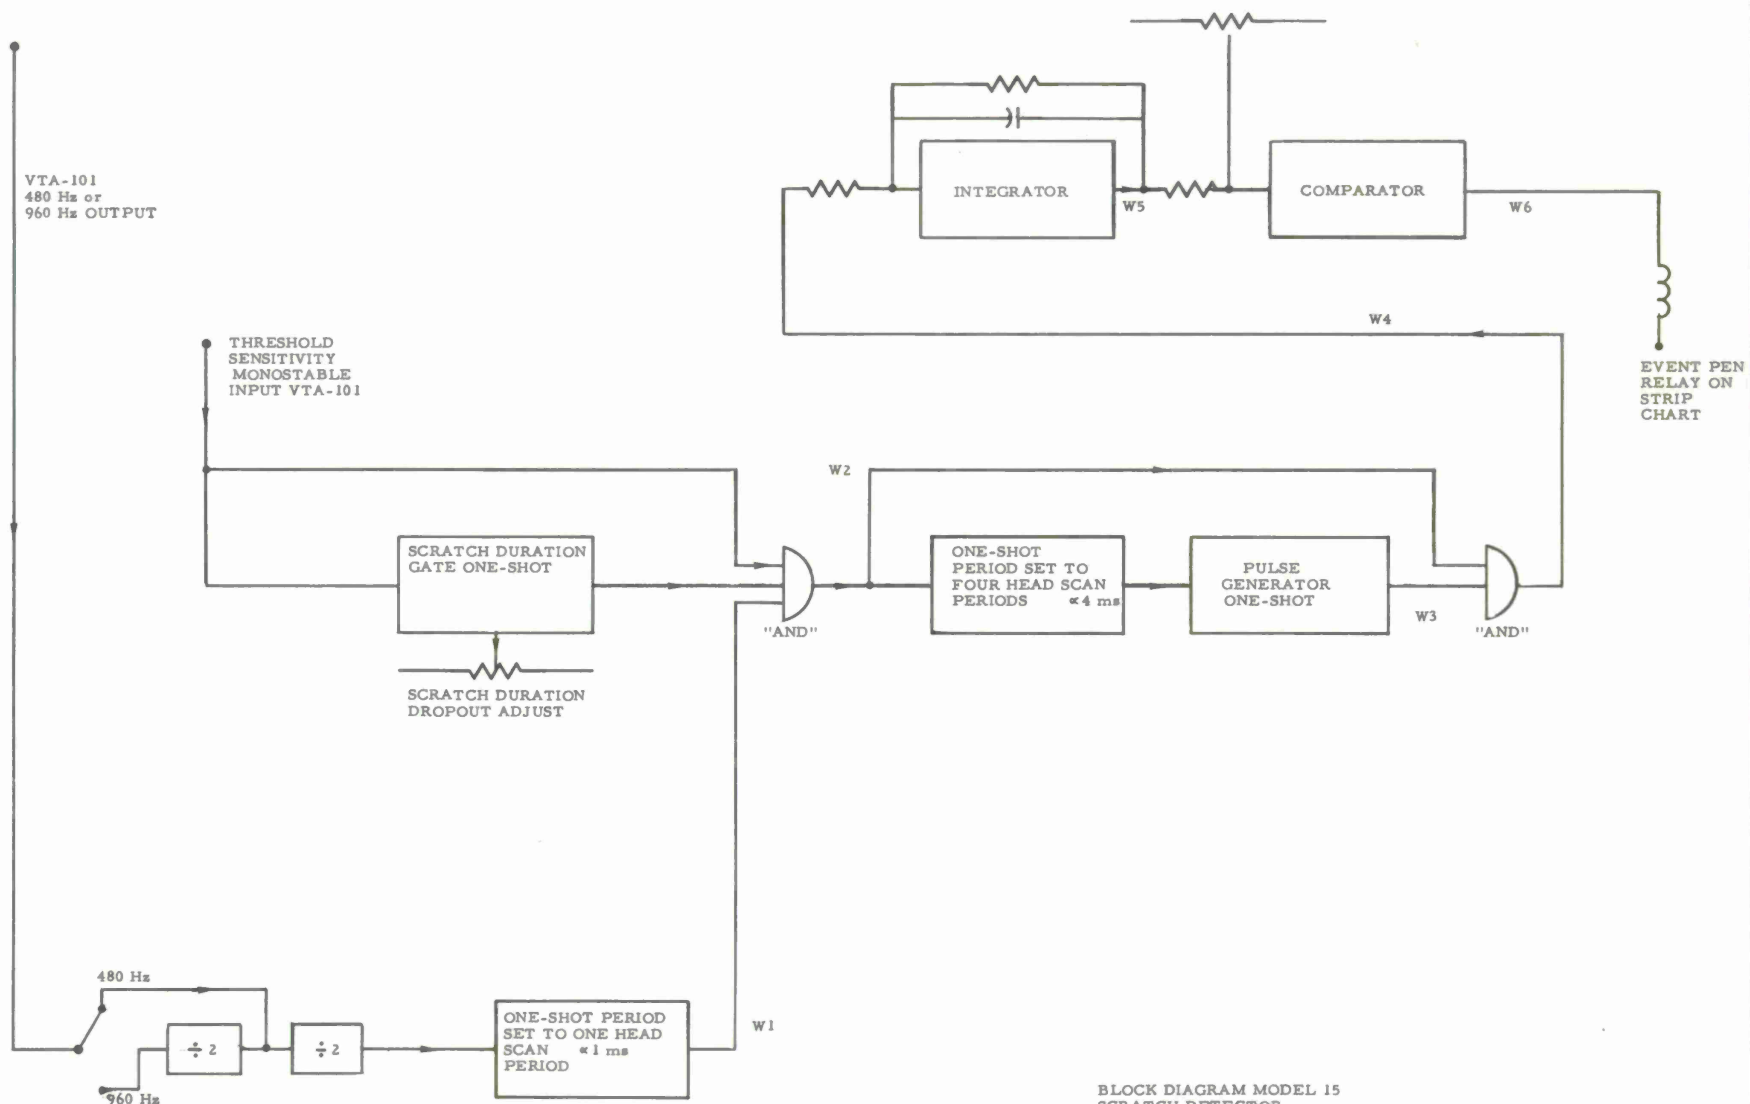 VTA-101
480 Hz or
960 Hz OUTPUT
INTEGRATOR
W5
COMPARATOR
W6
W4
EVENT PEN
RELAY ON
STRIP
CHART
THRESHOLD
SENSITIVITY
MONOSTABLE
INPUT VTA-101
W2
SCRATCH DURATION
GATE ONE-SHOT
"AND"
ONE-SHOT
PERIOD SET TO
FOUR HEAD SCAN
PERIODS ∝4 ms
PULSE
GENERATOR
ONE-SHOT
W3
"AND"
SCRATCH DURATION
DROPOUT ADJUST
480 Hz
÷ 2
÷ 2
960 Hz
ONE-SHOT PERIOD
SET TO ONE HEAD
SCAN ∝1 ms
PERIOD
W1
BLOCK DIAGRAM MODEL 15
SCRATCH DETECTOR